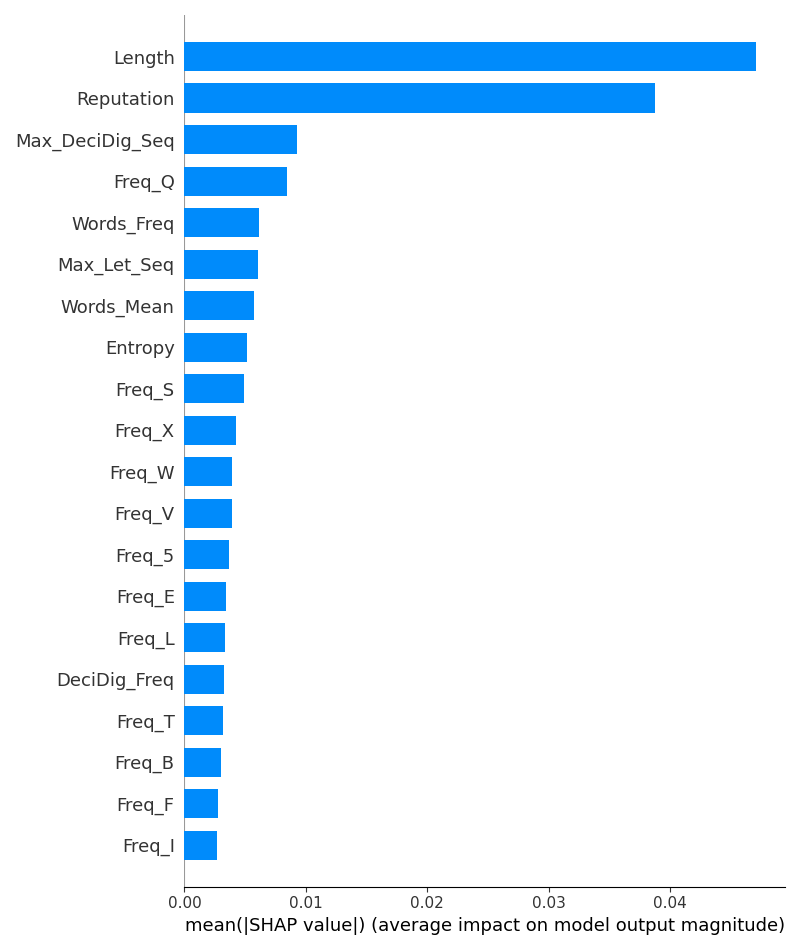 Length
Reputation
Max_DeciDig_Seq
Freq_Q
Words_Freq
Max_Let_Seq
Words_Mean
Entropy
Freq_S
Freq_X
Freq_W
Freq_V
Freq_5
Freq_E
Freq_L
DeciDig_Freq
Freq_T
Freq_B
Freq_F
Freq_I
0.00 0.01 0.02 0.03 0.04
mean(|SHAP value|) (average impact on model output magnitude)